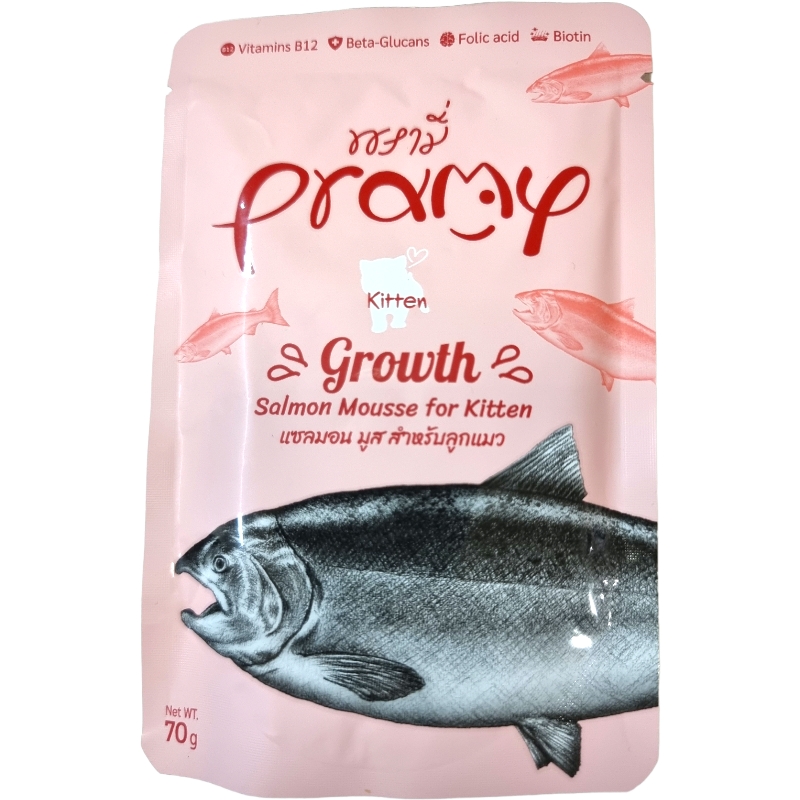 B12 Vitamins B12 Beta-Glucans Folic acid Biotin
พรามี่
pramy
Kitten
Growth
Salmon Mousse for Kitten
แซลมอน มูส สำหรับลูกแมว
Net WT.
70 g